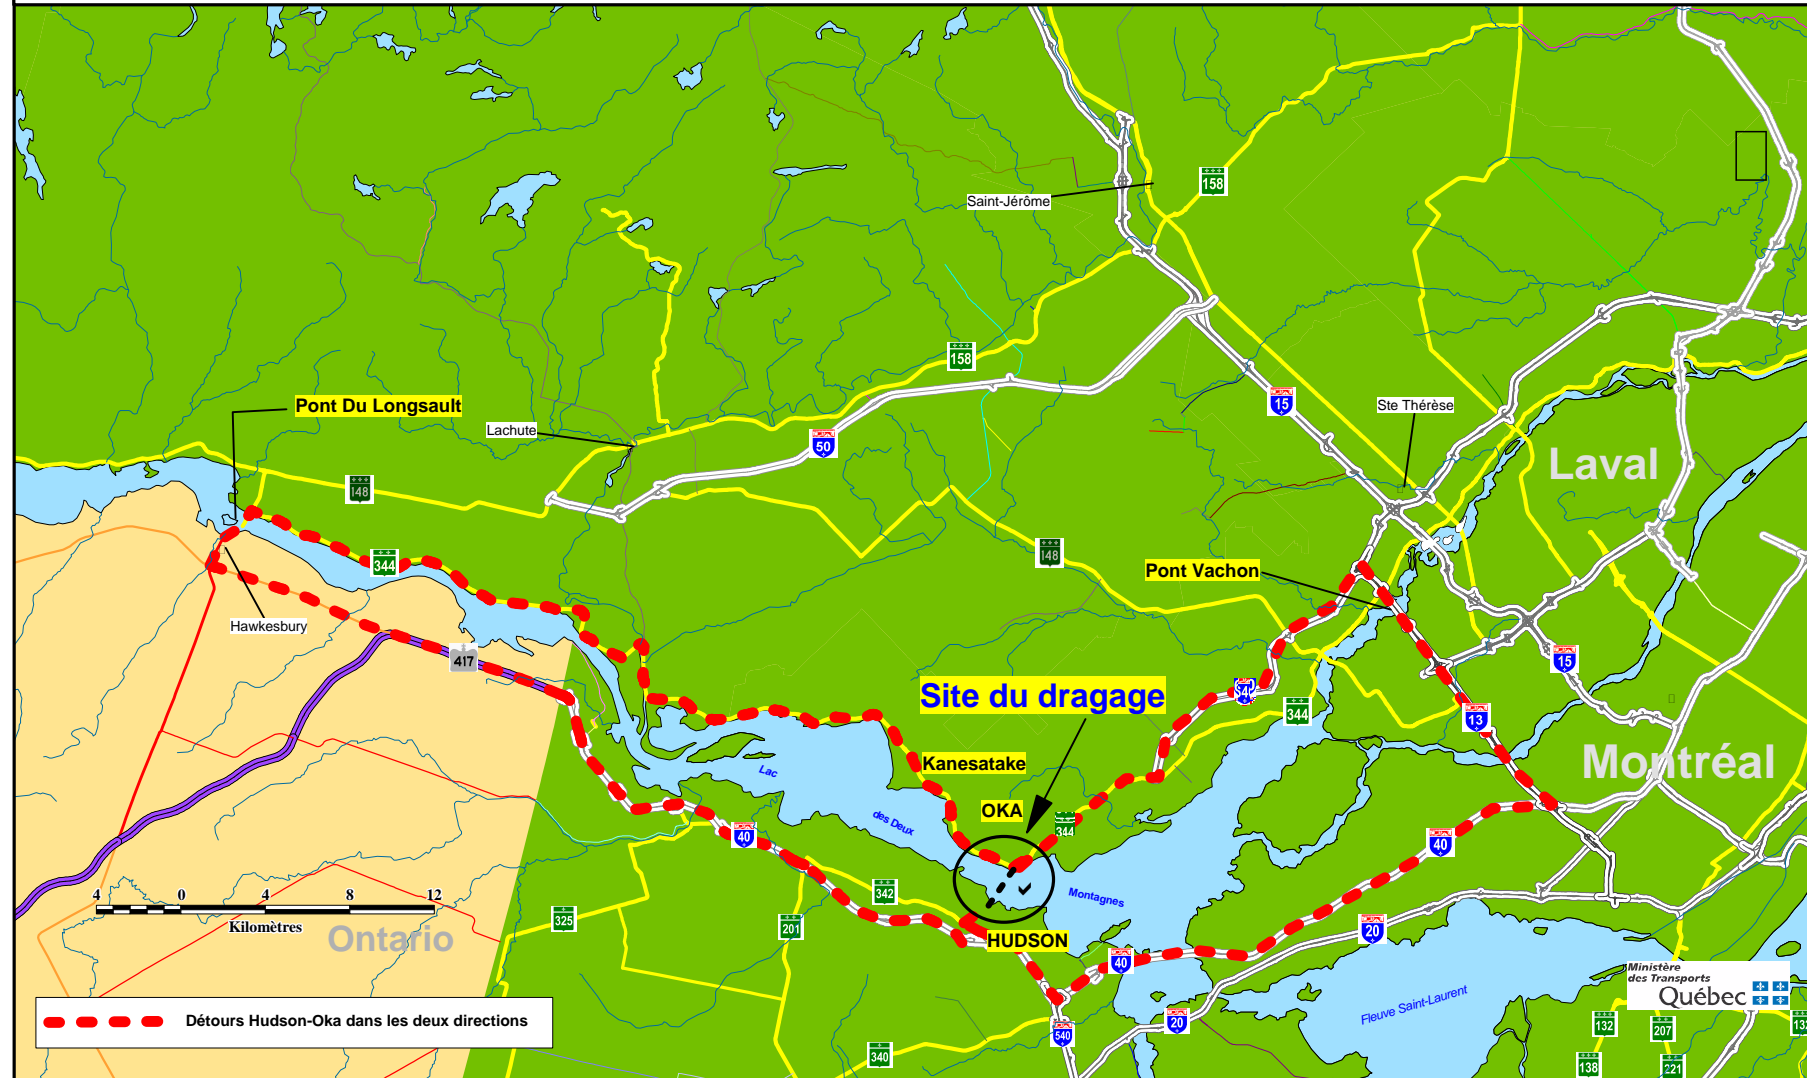 158
Saint-Jérôme
158
15
Ste Thérèse
Pont Du Longsault
Lachute
50
Laval
148
148
344
Pont Vachon
Hawkesbury
417
15
Site du dragage
344
13
Montréal
Kanesatake
Lac
OKA
des Deux
344
40
40
342
Montagnes
4 0 4 8 12
Kilomètres
325
201
20
Ontario
HUDSON
40
Ministère
des Transports
Québec
Fleuve Saint-Laurent
Détours Hudson-Oka dans les deux directions
20
540
132
207
132
340
138
221